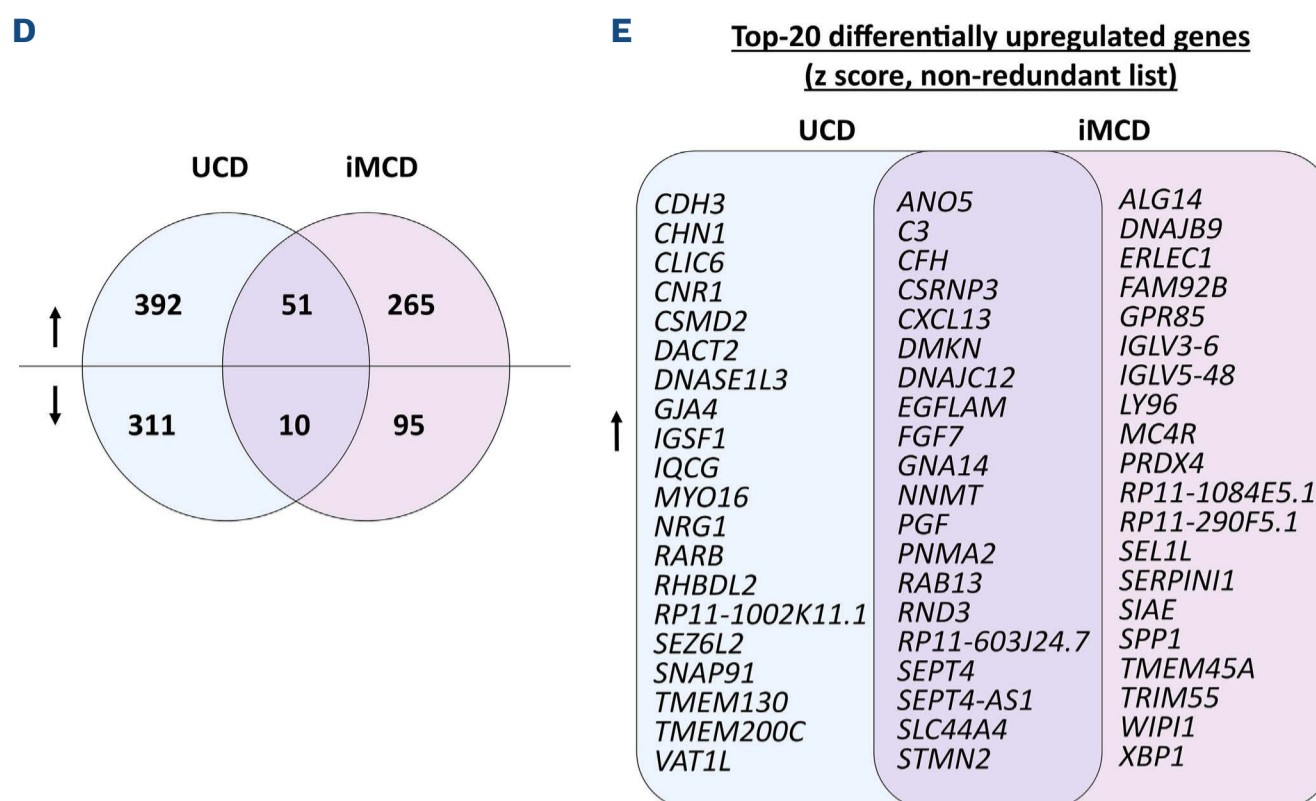 D
UCD
iMCD
↑
392
51
265
↓
311
10
95
E
Top-20 differentially upregulated genes
(z score, non-redundant list)
UCD
iMCD
↑
CDH3
CHN1
CLIC6
CNR1
CSMD2
DACT2
DNASE1L3
GJA4
IGSF1
IQCG
MYO16
NRG1
RARB
RHBDL2
RP11-1002K11.1
SEZ6L2
SNAP91
TMEM130
TMEM200C
VAT1L
ANO5
C3
CFH
CSRNP3
CXCL13
DMKN
DNAJC12
EGFLAM
FGF7
GNA14
NNMT
PGF
PNMA2
RAB13
RND3
RP11-603J24.7
SEPT4
SEPT4-AS1
SLC44A4
STMN2
ALG14
DNAJB9
ERLEC1
FAM92B
GPR85
IGLV3-6
IGLV5-48
LY96
MC4R
PRDX4
RP11-1084E5.1
RP11-290F5.1
SEL1L
SERPINI1
SIAE
SPP1
TMEM45A
TRIM55
WIPI1
XBP1